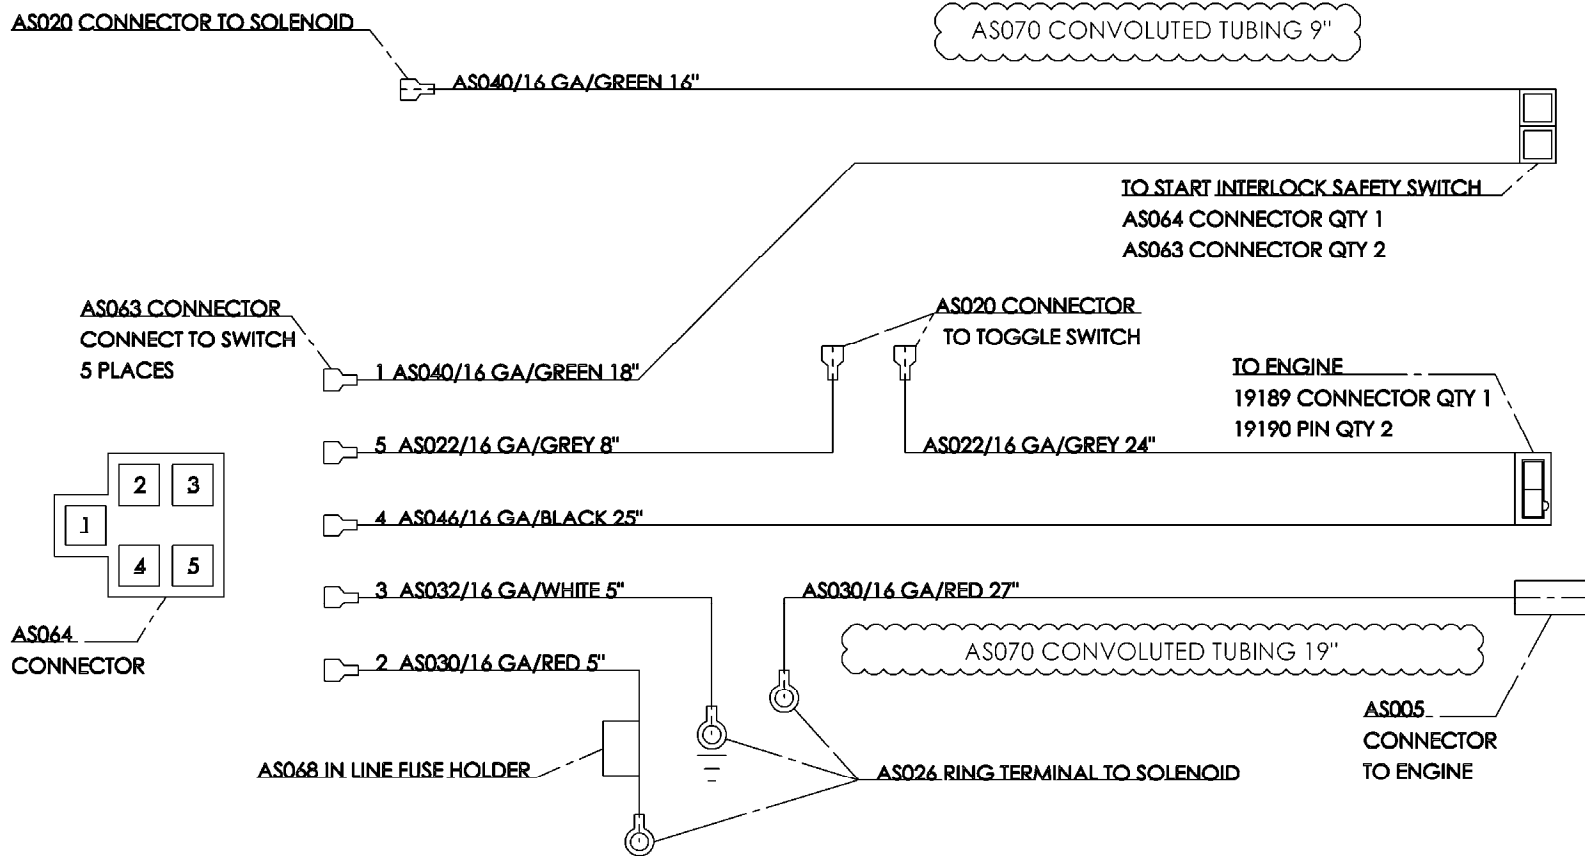 AS020 CONNECTOR TO SOLENOID
AS070 CONVOLUTED TUBING 9"
AS040/16 GA/GREEN 16"
TO START INTERLOCK SAFETY SWITCH
AS064 CONNECTOR QTY 1
AS063 CONNECTOR QTY 2
AS063 CONNECTOR
CONNECT TO SWITCH
5 PLACES
AS020 CONNECTOR
TO TOGGLE SWITCH
1 AS040/16 GA/GREEN 18"
TO ENGINE
19189 CONNECTOR QTY 1
19190 PIN QTY 2
5 AS022/16 GA/GREY 8"
AS022/16 GA/GREY 24"
2 3
1
4 5
4 AS046/16 GA/BLACK 25"
3 AS032/16 GA/WHITE 5"
AS030/16 GA/RED 27"
AS064
CONNECTOR
2 AS030/16 GA/RED 5"
AS070 CONVOLUTED TUBING 19"
AS005
CONNECTOR
TO ENGINE
AS068 IN LINE FUSE HOLDER
AS026 RING TERMINAL TO SOLENOID